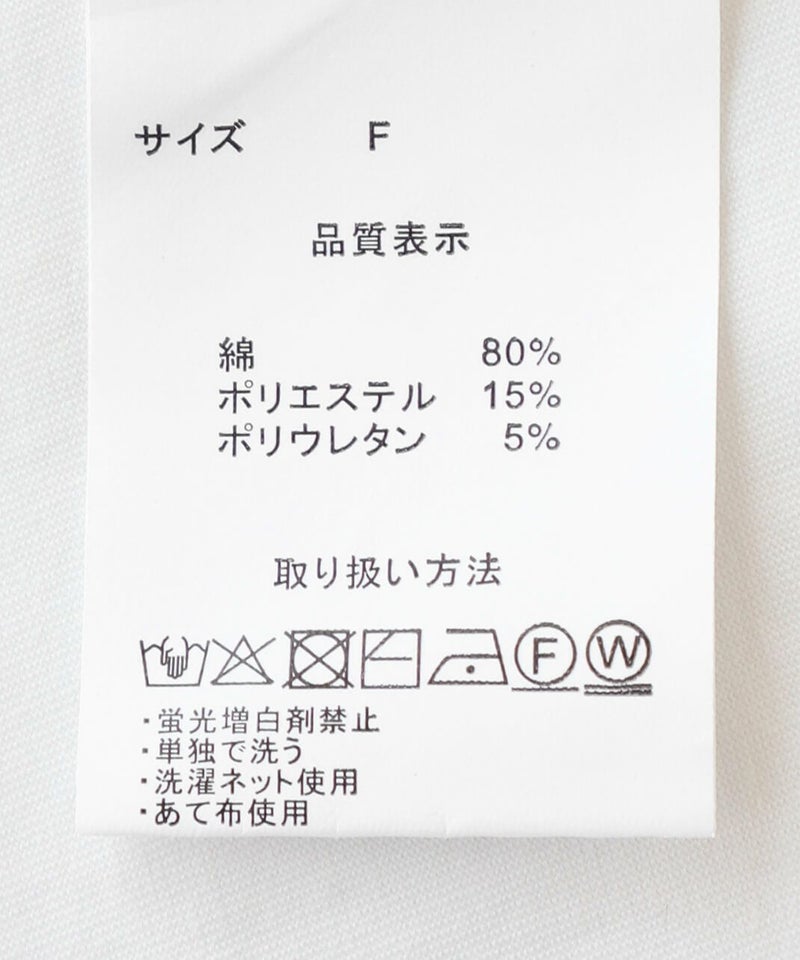 サイズ F
品質表示
綿 80%
ポリエステル 15%
ポリウレタン 5%
取り扱い方法
F W
・蛍光増白剤禁止
・単独で洗う
・洗濯ネット使用
・あて布使用